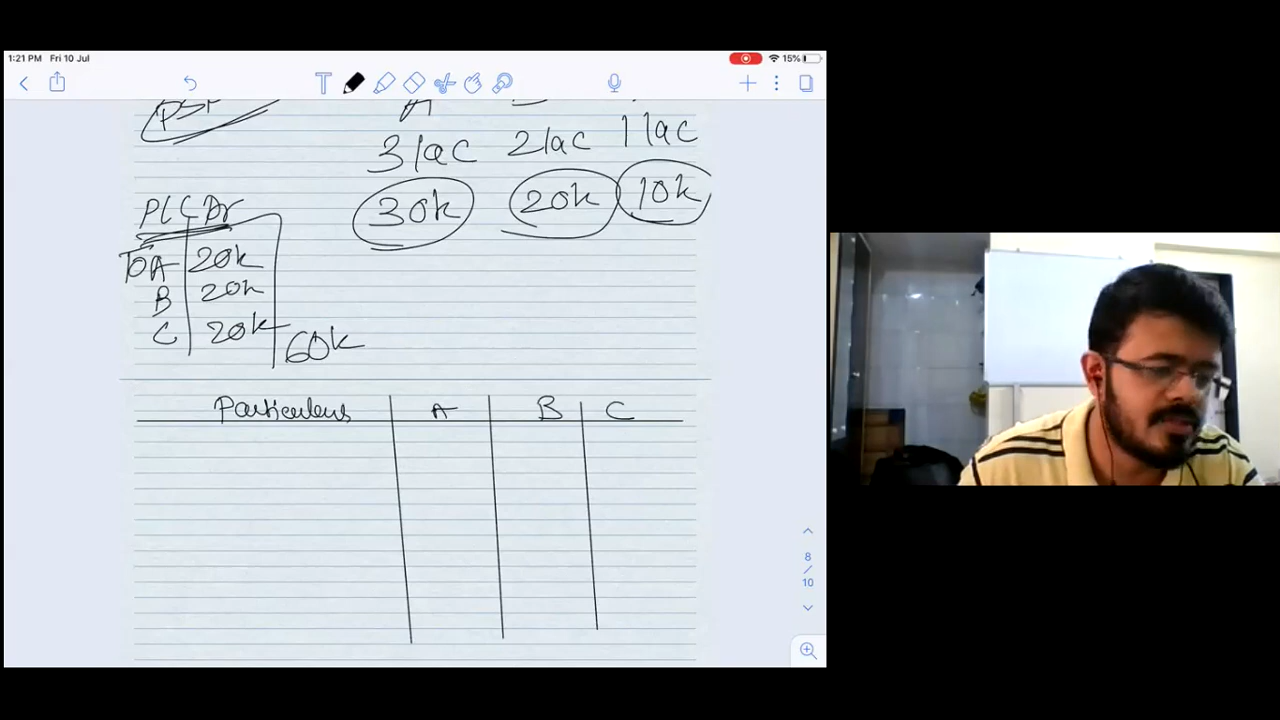 1:21 PM Fri 10 Jul
15%
T
A
3 lac 2 lac 1 lac
30k 20k 10k
To A 20k
B 20k
C 20k
60k
Particulars A B C
8
/
10